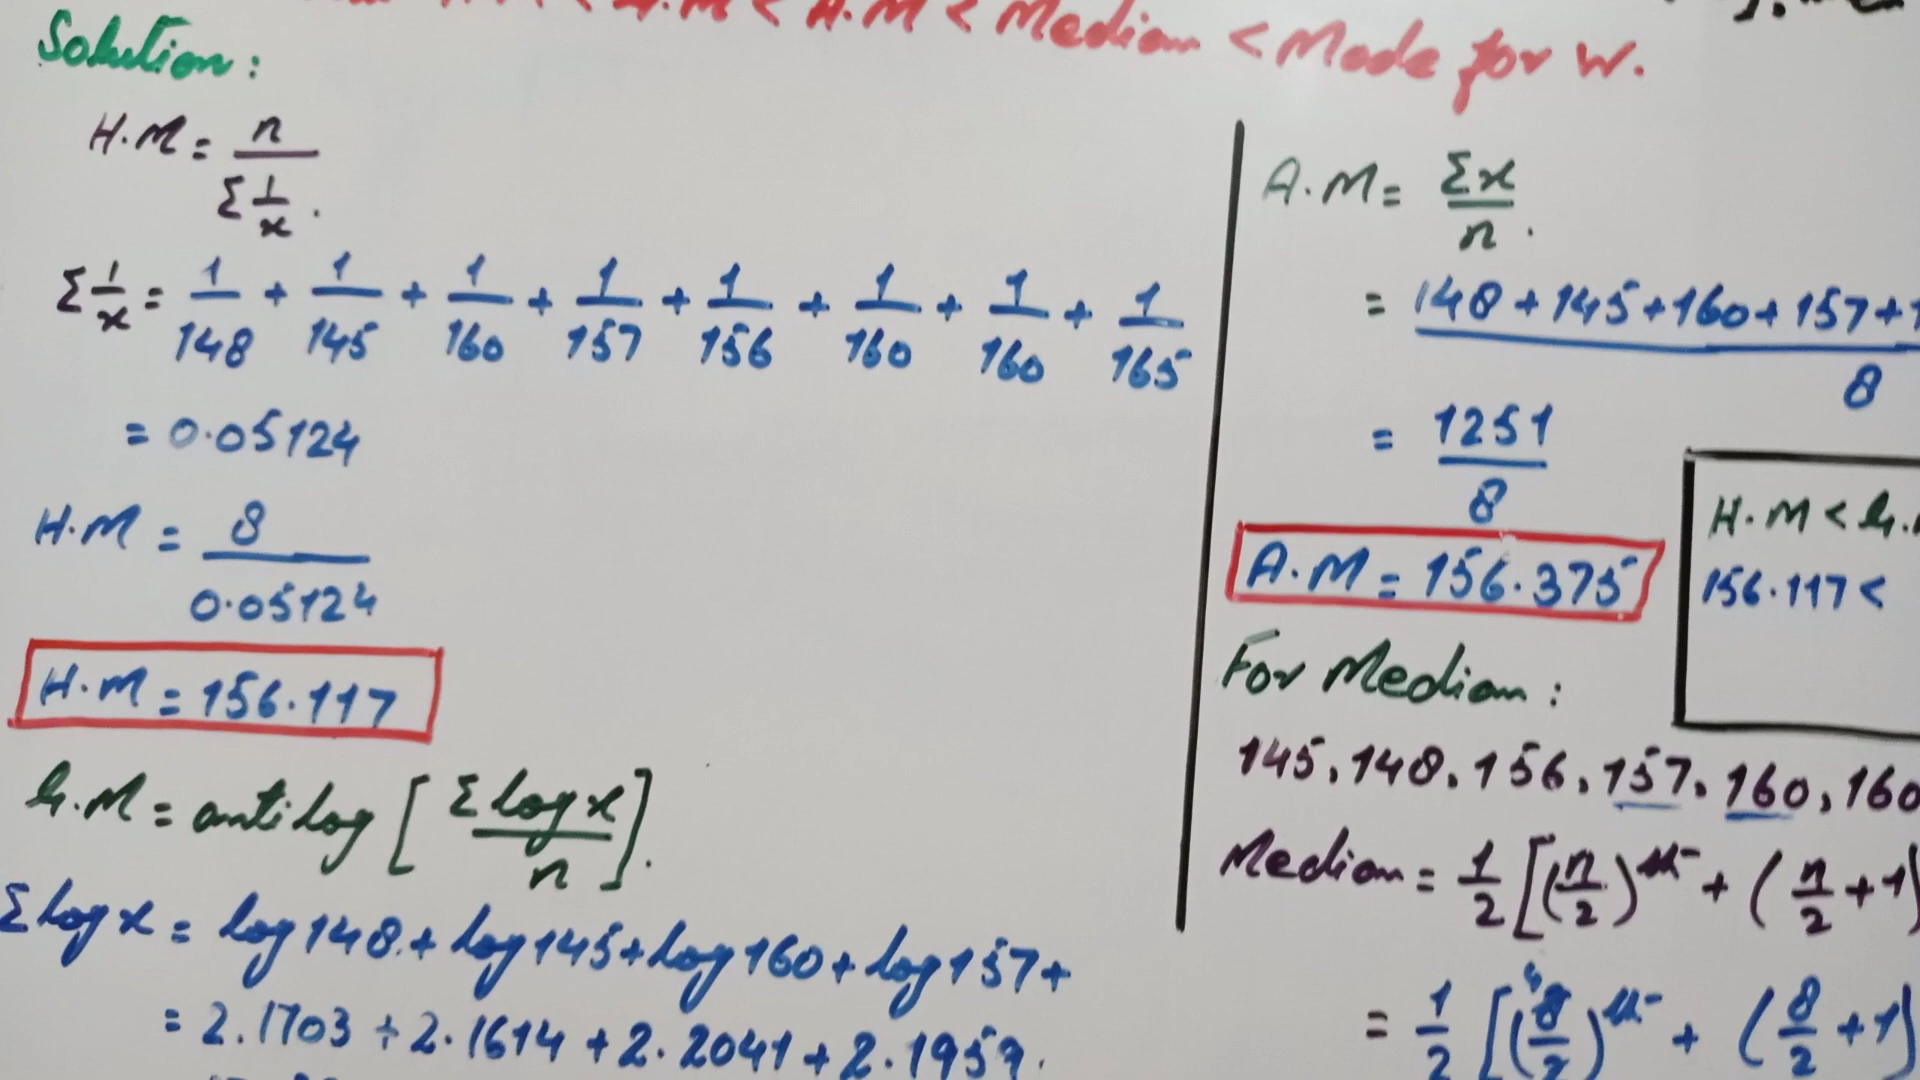 < G.M < A.M < Median < Mode for W.
Solution:
H.M = n / Σ 1/x .
Σ 1/x = 1/148 + 1/145 + 1/160 + 1/157 + 1/156 + 1/160 + 1/160 + 1/165
= 0.05124
H.M = 8 / 0.05124
H.M = 156.117
G.M = antilog [ Σ log x / n ].
Σ log x = log 148 + log 145 + log 160 + log 157 +
= 2.1703 + 2.1614 + 2.2041 + 2.1959
A.M = Σx / n .
= 148 + 145 + 160 + 157 + 1 / 8
= 1251 / 8
A.M = 156.375
H.M < G.
156.117 <
For Median :
145, 148, 156, 157, 160, 160
Median = 1/2 [ (n/2)th + ( n/2 + 1)
= 1/2 [ (8/2)th + ( 8/2 + 1)